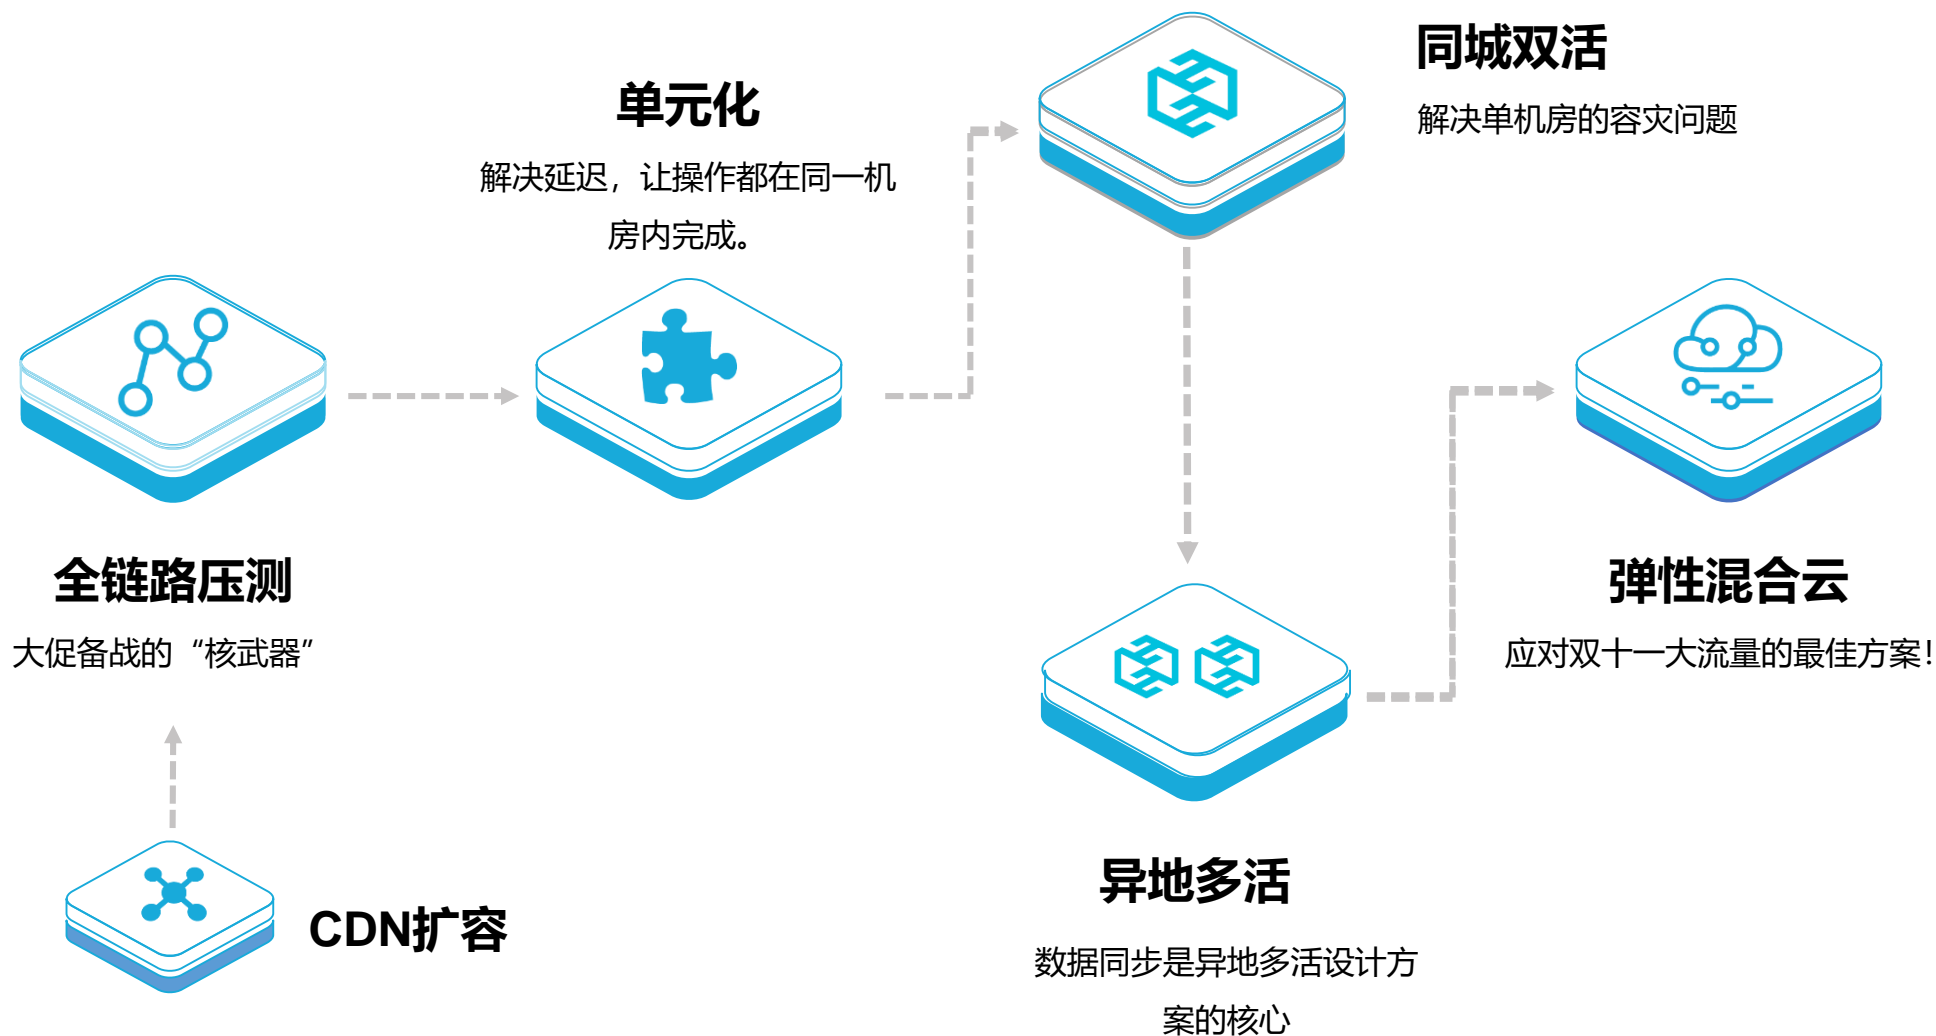 同城双活
解决单机房的容灾问题
单元化
解决延迟，让操作都在同一机
房内完成。
全链路压测
大促备战的“核武器”
弹性混合云
应对双十一大流量的最佳方案！
CDN扩容
异地多活
数据同步是异地多活设计方
案的核心